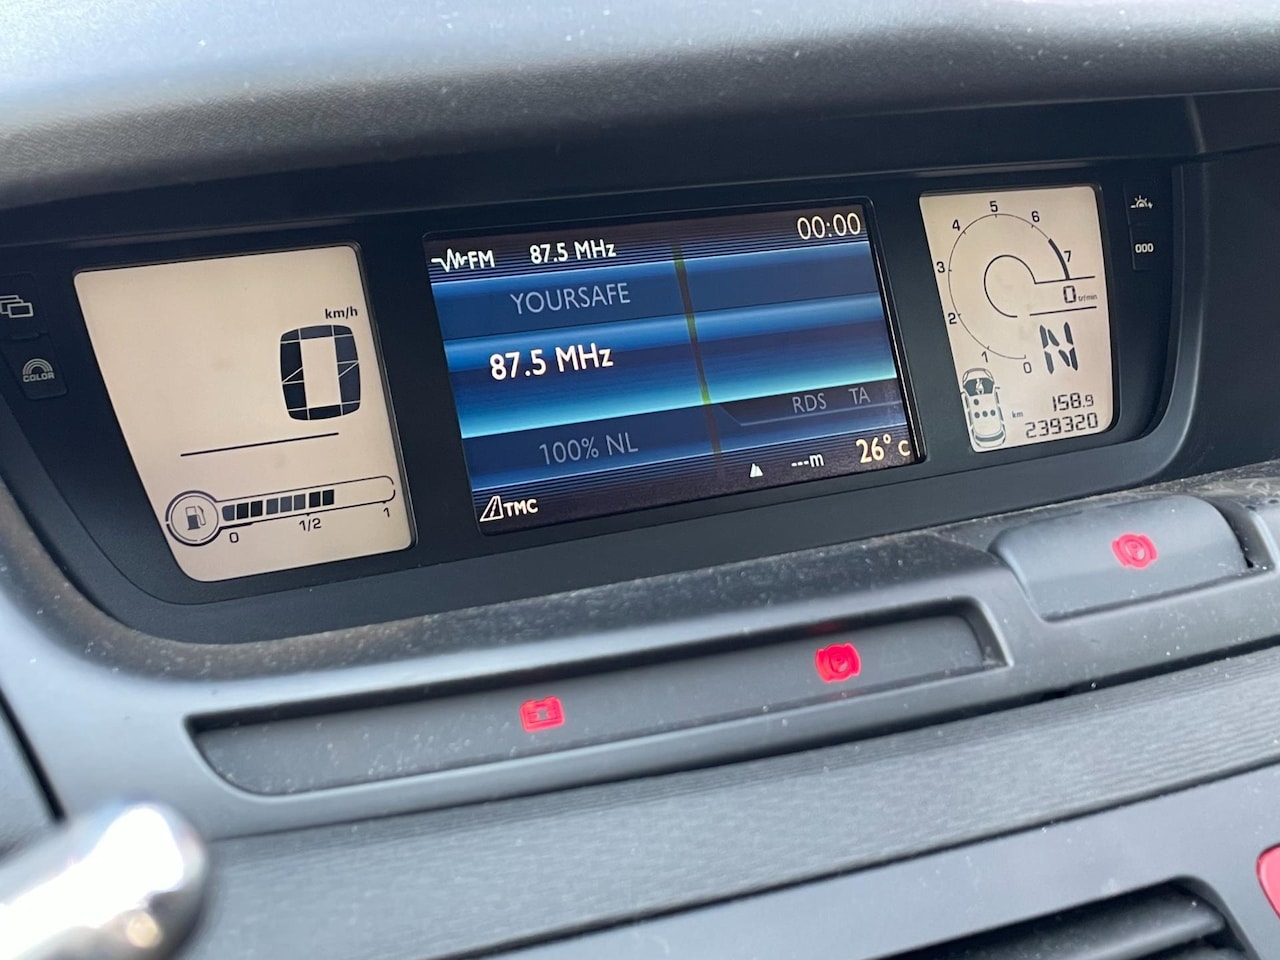 km/h
0
0
1/2
1
COLOR
FM 87.5 MHz 00:00
YOURSAFE
87.5 MHz
RDS TA
100% NL
TMC
---m 26° C
0
1
2
3
4
5
6
7
0 tr/min
N
158.9
km 239320
000
P
P